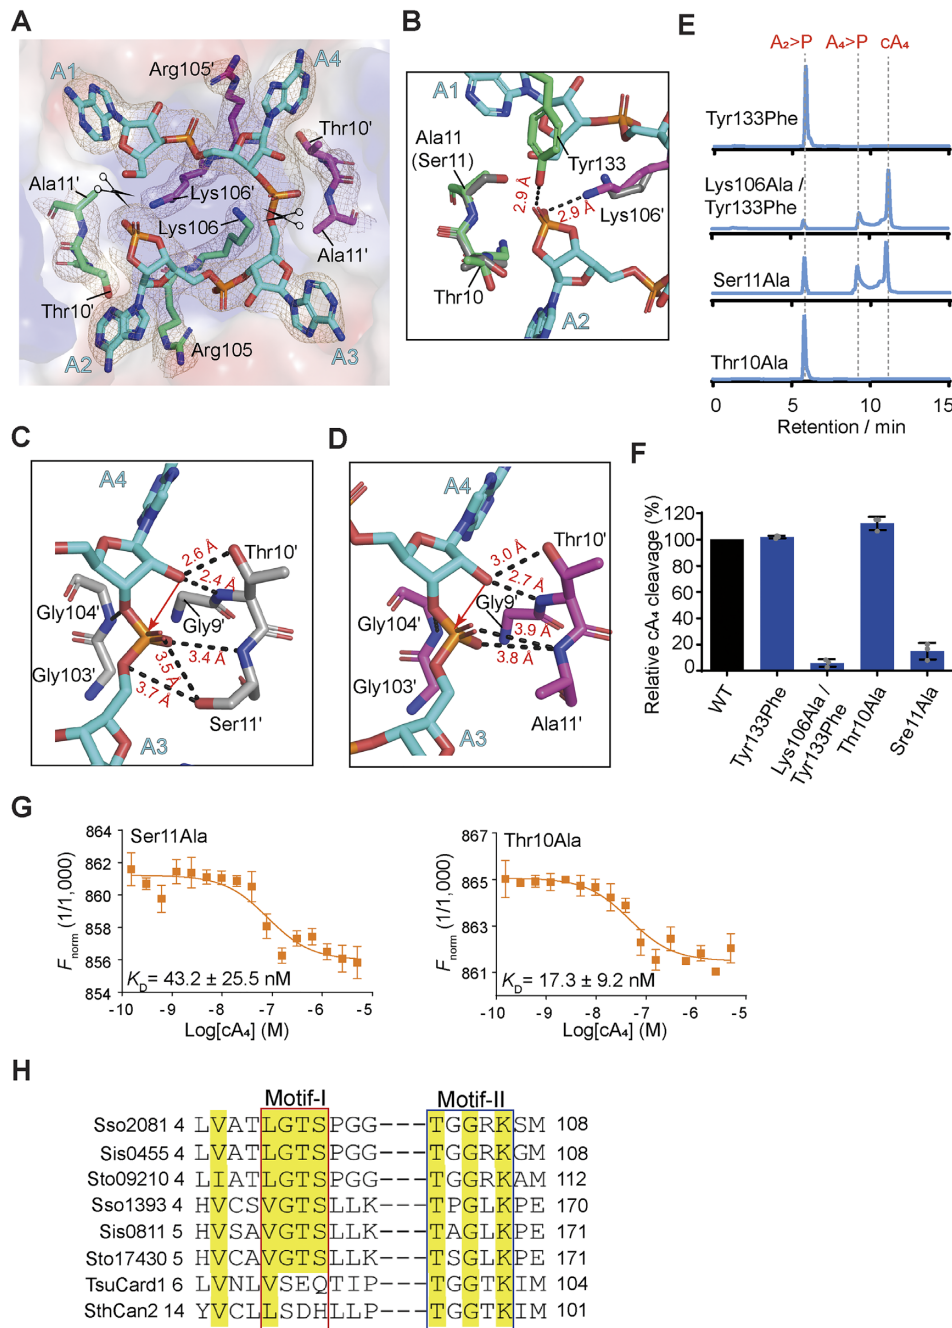 A
A1
Arg105'
A4
Thr10'
Ala11'
Lys106'
Lys106
Ala11'
Thr10'
A2
Arg105
A3
B
A1
Ala11
(Ser11)
Tyr133
2.9 Å
2.9 Å
Lys106'
Thr10
A2
E
A₂>P A₄>P cA₄
Tyr133Phe
Lys106Ala /
Tyr133Phe
Ser11Ala
Thr10Ala
0 5 10 15
Retention / min
C
A4
2.6 Å
Thr10'
2.4 Å
Gly104'
Gly9'
3.4 Å
3.5 Å
Gly103'
3.7 Å
Ser11'
A3
D
A4
3.0 Å
Thr10'
2.7 Å
Gly104'
Gly9'
3.9 Å
3.8 Å
Gly103'
Ala11'
A3
F
Relative cA₄ cleavage (%)
120
100
80
60
40
20
0
WT
Tyr133Phe
Lys106Ala /
Tyr133Phe
Thr10Ala
Sre11Ala
G
Ser11Ala
Fnorm (1/1,000)
864
862
860
858
856
854
KD= 43.2 ± 25.5 nM
-10 -9 -8 -7 -6 -5
Log[cA₄] (M)
Thr10Ala
Fnorm (1/1,000)
867
865
863
861
KD= 17.3 ± 9.2 nM
-10 -9 -8 -7 -6 -5
Log[cA₄] (M)
H
Motif-I Motif-II
Sso2081 4 LVATLGTSPGG---TGGRKSM 108
Sis0455 4 LVATLGTSPGG---TGGRKGM 108
Sto09210 4 LIATLGTSPGG---TGGRKAM 112
Sso1393 4 HVCSVGTSLLK---TPGLKPE 170
Sis0811 5 HVSAVGTSLLK---TAGLKPE 171
Sto17430 5 HVCAVGTSLLK---TSGLKPE 171
TsuCard1 6 LVNLVSEQTIP---TGGTKIM 104
SthCan2 14 YVCLLSDHLLP---TGGTKIM 101